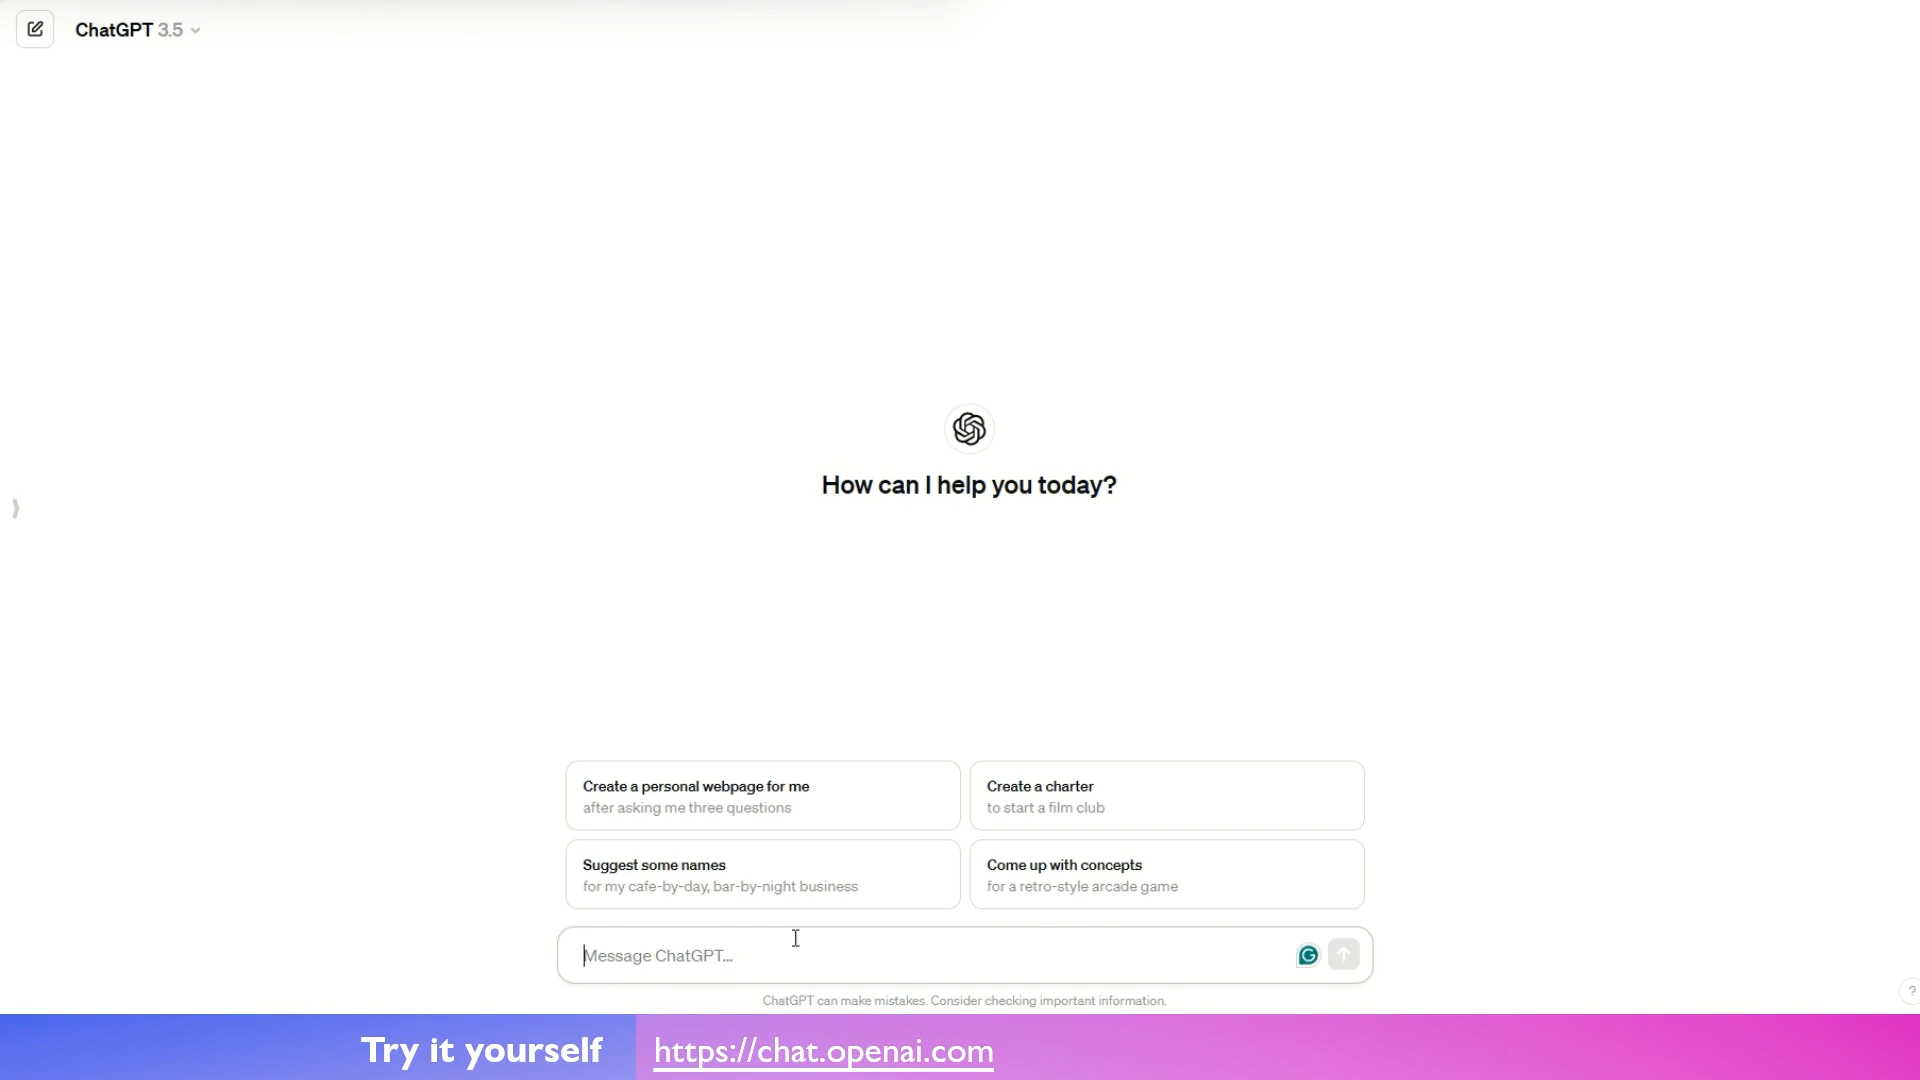 ChatGPT 3.5
How can I help you today?
Create a personal webpage for me
after asking me three questions
Create a charter
to start a film club
Suggest some names
for my cafe-by-day, bar-by-night business
Come up with concepts
for a retro-style arcade game
Message ChatGPT...
ChatGPT can make mistakes. Consider checking important information.
?
Try it yourself
https://chat.openai.com